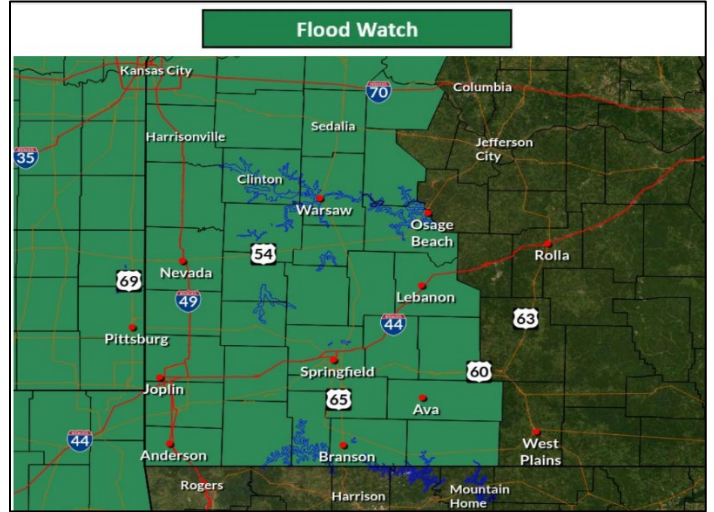 Flood Watch
Kansas City
70
Columbia
Harrisonville
Sedalia
35
Jefferson
City
Clinton
Warsaw
Osage
Beach
54
Rolla
69
Nevada
49
Lebanon
44
63
Pittsburg
Springfield
60
Joplin
65
Ava
44
Anderson
Branson
West
Plains
Rogers
Harrison
Mountain
Home